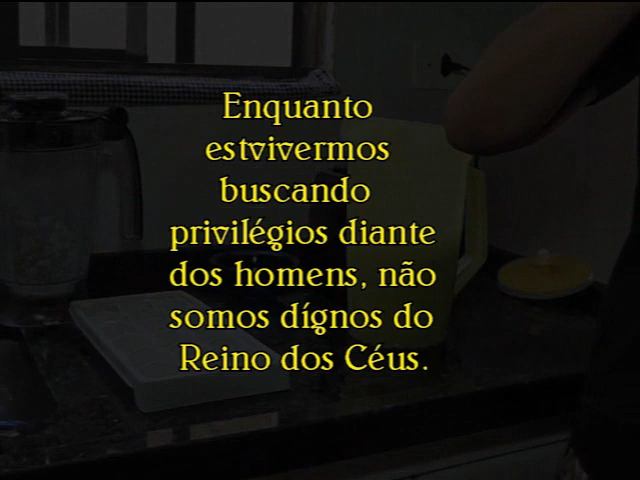 Enquanto
estvivermos
buscando
privilégios diante
dos homens, não
somos dígnos do
Reino dos Céus.